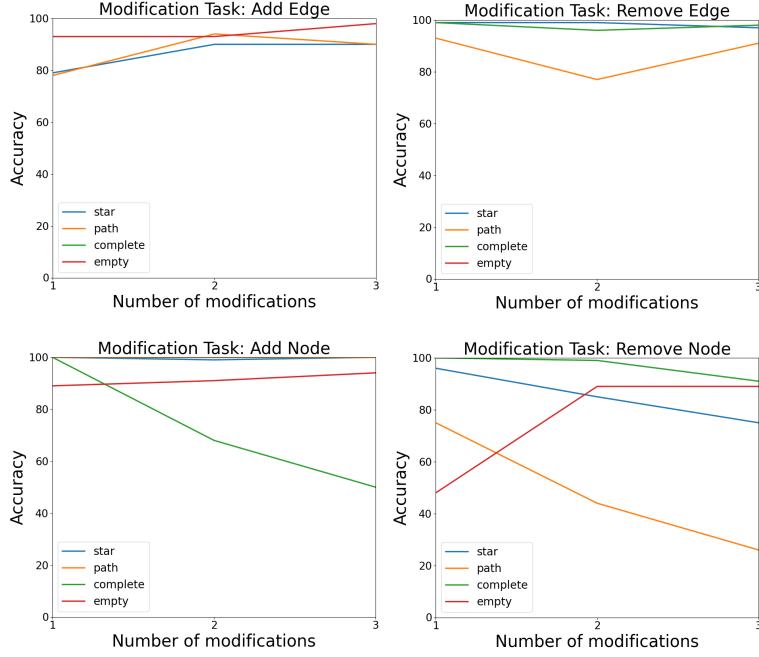 Modification Task: Add Edge
100
80
60
40
20
0
Accuracy
star
path
complete
empty
1
2
3
Number of modifications
Modification Task: Remove Edge
100
80
60
40
20
0
Accuracy
star
path
complete
empty
1
2
3
Number of modifications
Modification Task: Add Node
100
80
60
40
20
0
Accuracy
star
path
complete
empty
1
2
3
Number of modifications
Modification Task: Remove Node
100
80
60
40
20
0
Accuracy
star
path
complete
empty
1
2
3
Number of modifications